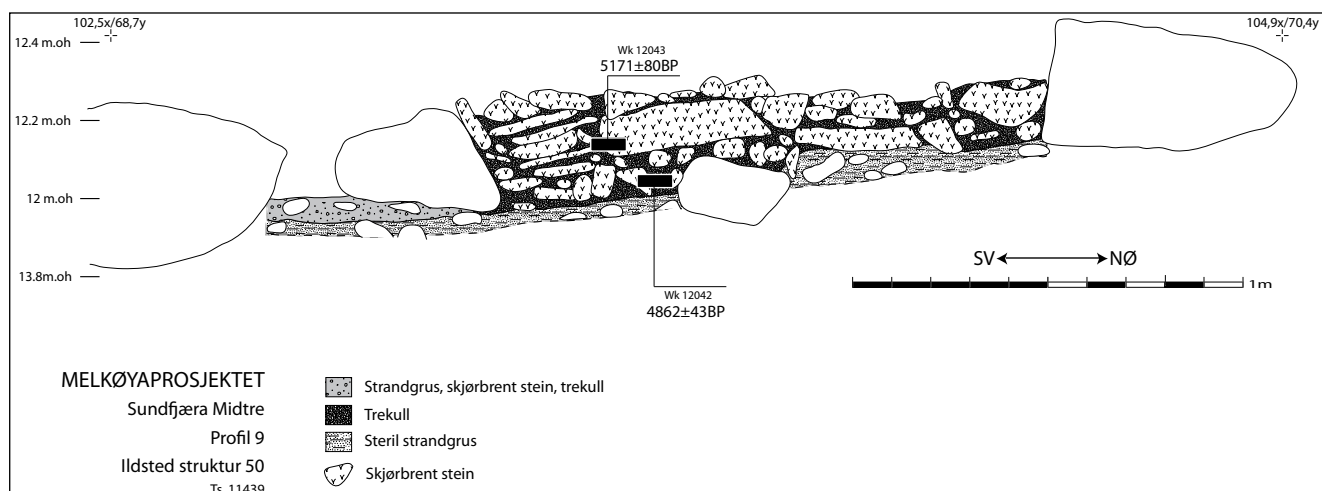 102,5x/68,7y
104,9x/70,4y
12.4 m.oh
Wk 12043
5171±80BP
12.2 m.oh
12 m.oh
SV NØ
13.8m.oh
1m
Wk 12042
4862±43BP
MELKØYAPROSJEKTET
Sundfjæra Midtre
Profil 9
Ildsted struktur 50
Ts. 11439
Strandgrus, skjørbrent stein, trekull
Trekull
Steril strandgrus
Skjørbrent stein